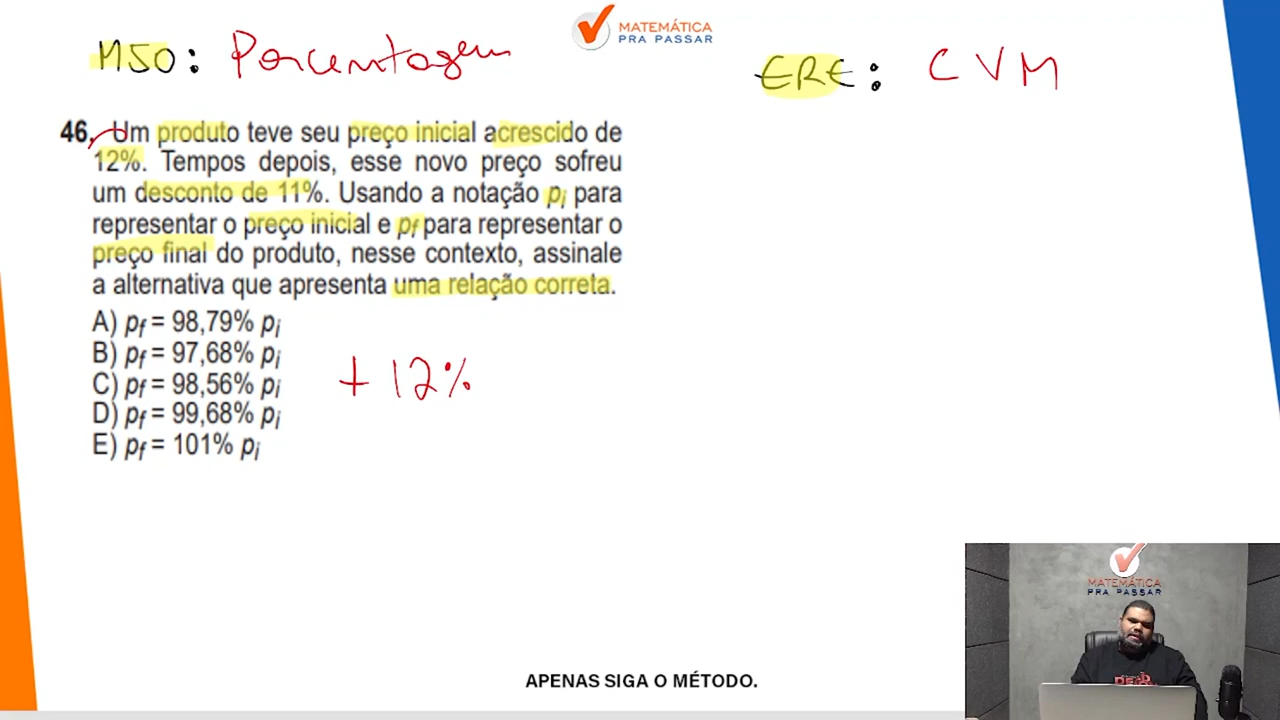 MATEMÁTICA
PRA PASSAR
M50: Porcentagem
ERE: CVM
46. Um produto teve seu preço inicial acrescido de
12%. Tempos depois, esse novo preço sofreu
um desconto de 11%. Usando a notação pi para
representar o preço inicial e pf para representar o
preço final do produto, nesse contexto, assinale
a alternativa que apresenta uma relação correta.
A) pf = 98,79% pi
B) pf = 97,68% pi
C) pf = 98,56% pi
D) pf = 99,68% pi
E) pf = 101% pi
+ 12%
MATEMÁTICA
PRA PASSAR
APENAS SIGA O MÉTODO.